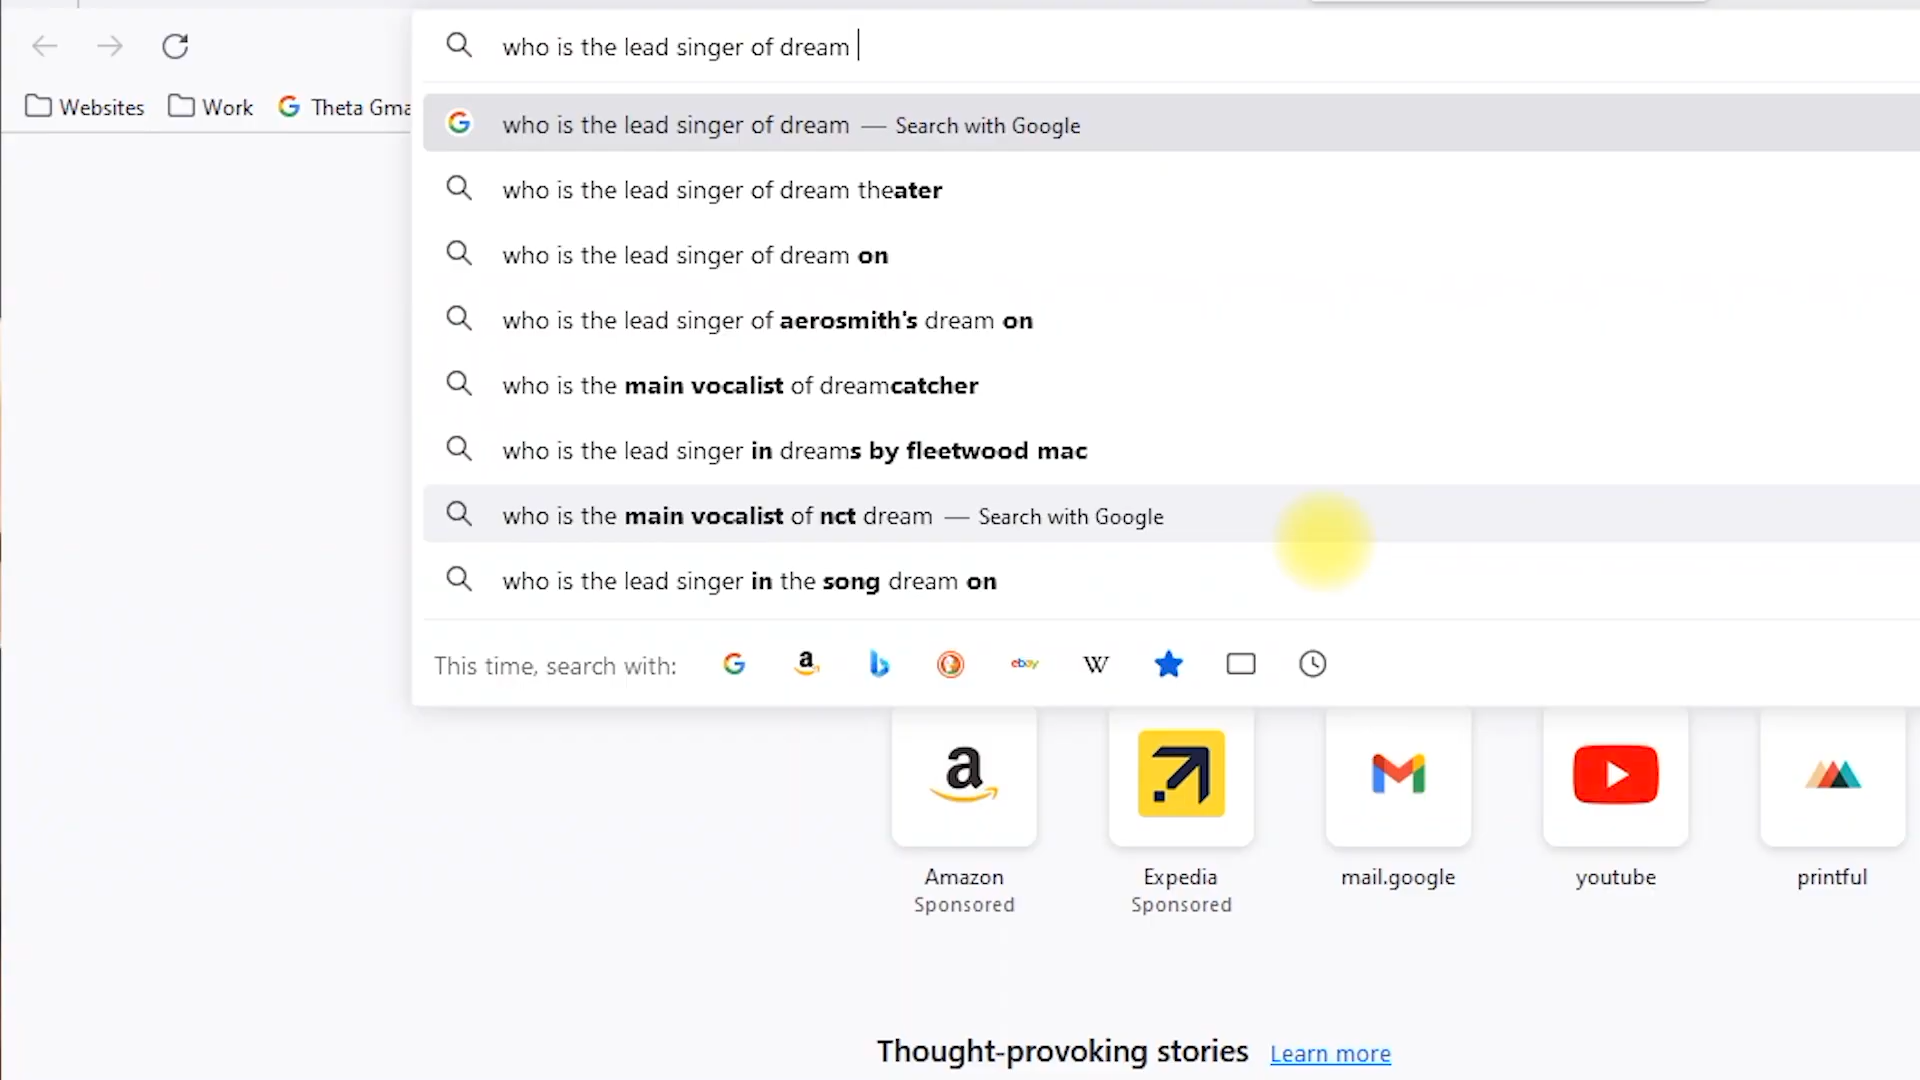 who is the lead singer of dream
Websites Work Theta Gma
who is the lead singer of dream — Search with Google
who is the lead singer of dream theater
who is the lead singer of dream on
who is the lead singer of aerosmith's dream on
who is the main vocalist of dreamcatcher
who is the lead singer in dreams by fleetwood mac
who is the main vocalist of nct dream — Search with Google
who is the lead singer in the song dream on
This time, search with: G a b ebay W
a
Amazon Expedia mail.google youtube printful
Sponsored Sponsored
Thought-provoking stories Learn more